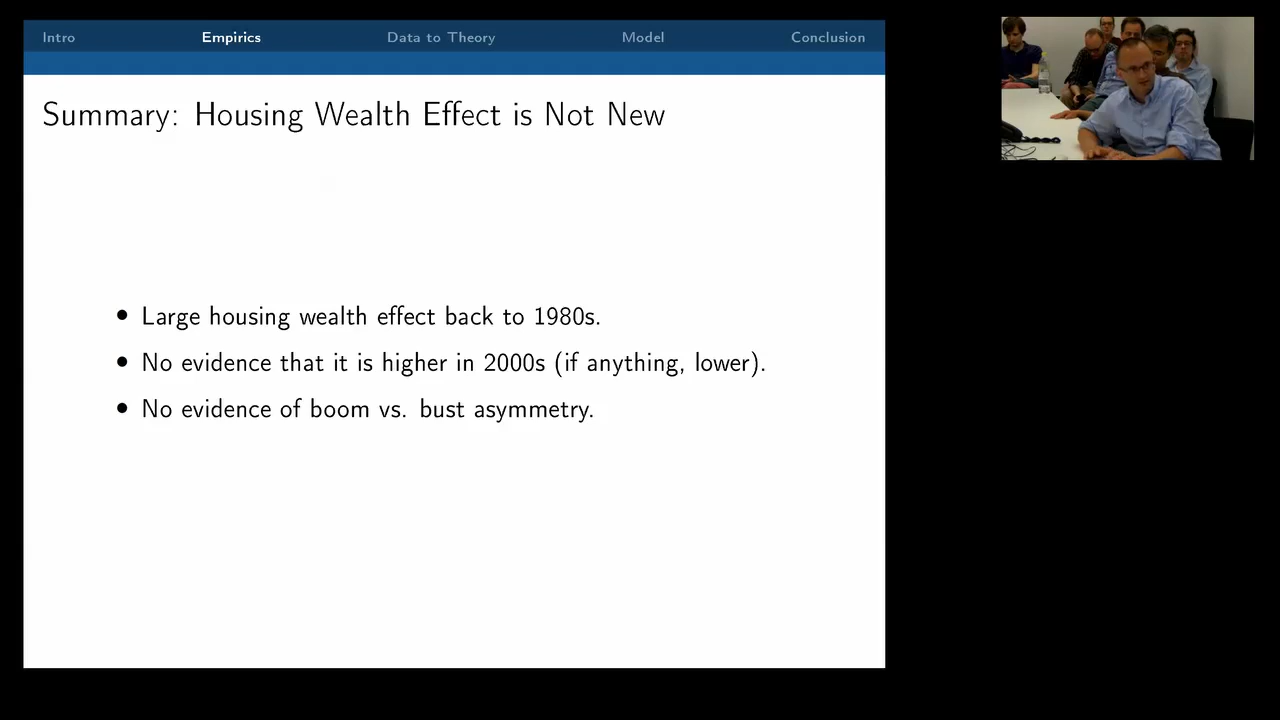 Intro Empirics Data to Theory Model Conclusion
Summary: Housing Wealth Effect is Not New
• Large housing wealth effect back to 1980s.
• No evidence that it is higher in 2000s (if anything, lower).
• No evidence of boom vs. bust asymmetry.